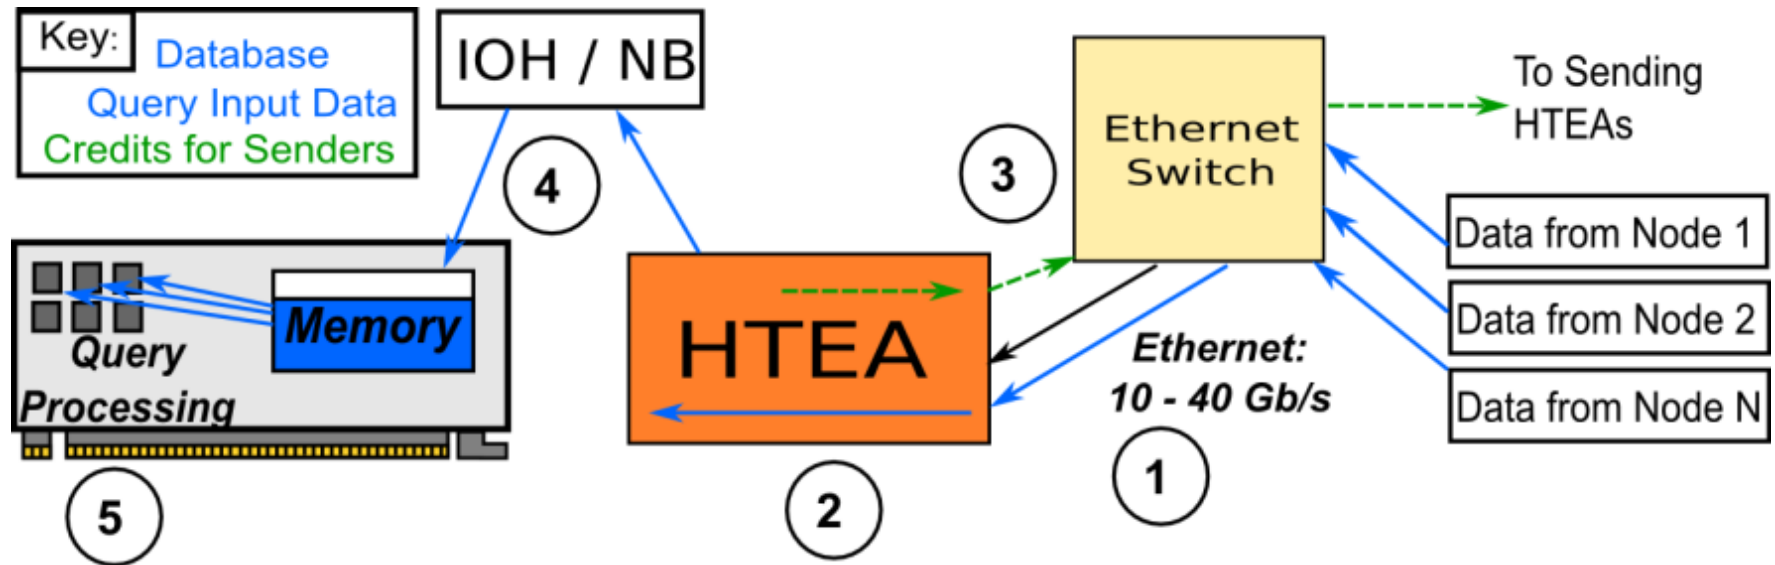 Key:
Database
Query Input Data
Credits for Senders
IOH / NB
4
3
Ethernet
Switch
To Sending
HTEAs
Data from Node 1
Data from Node 2
Data from Node N
Memory
Query
Processing
HTEA
Ethernet:
10 - 40 Gb/s
1
2
5